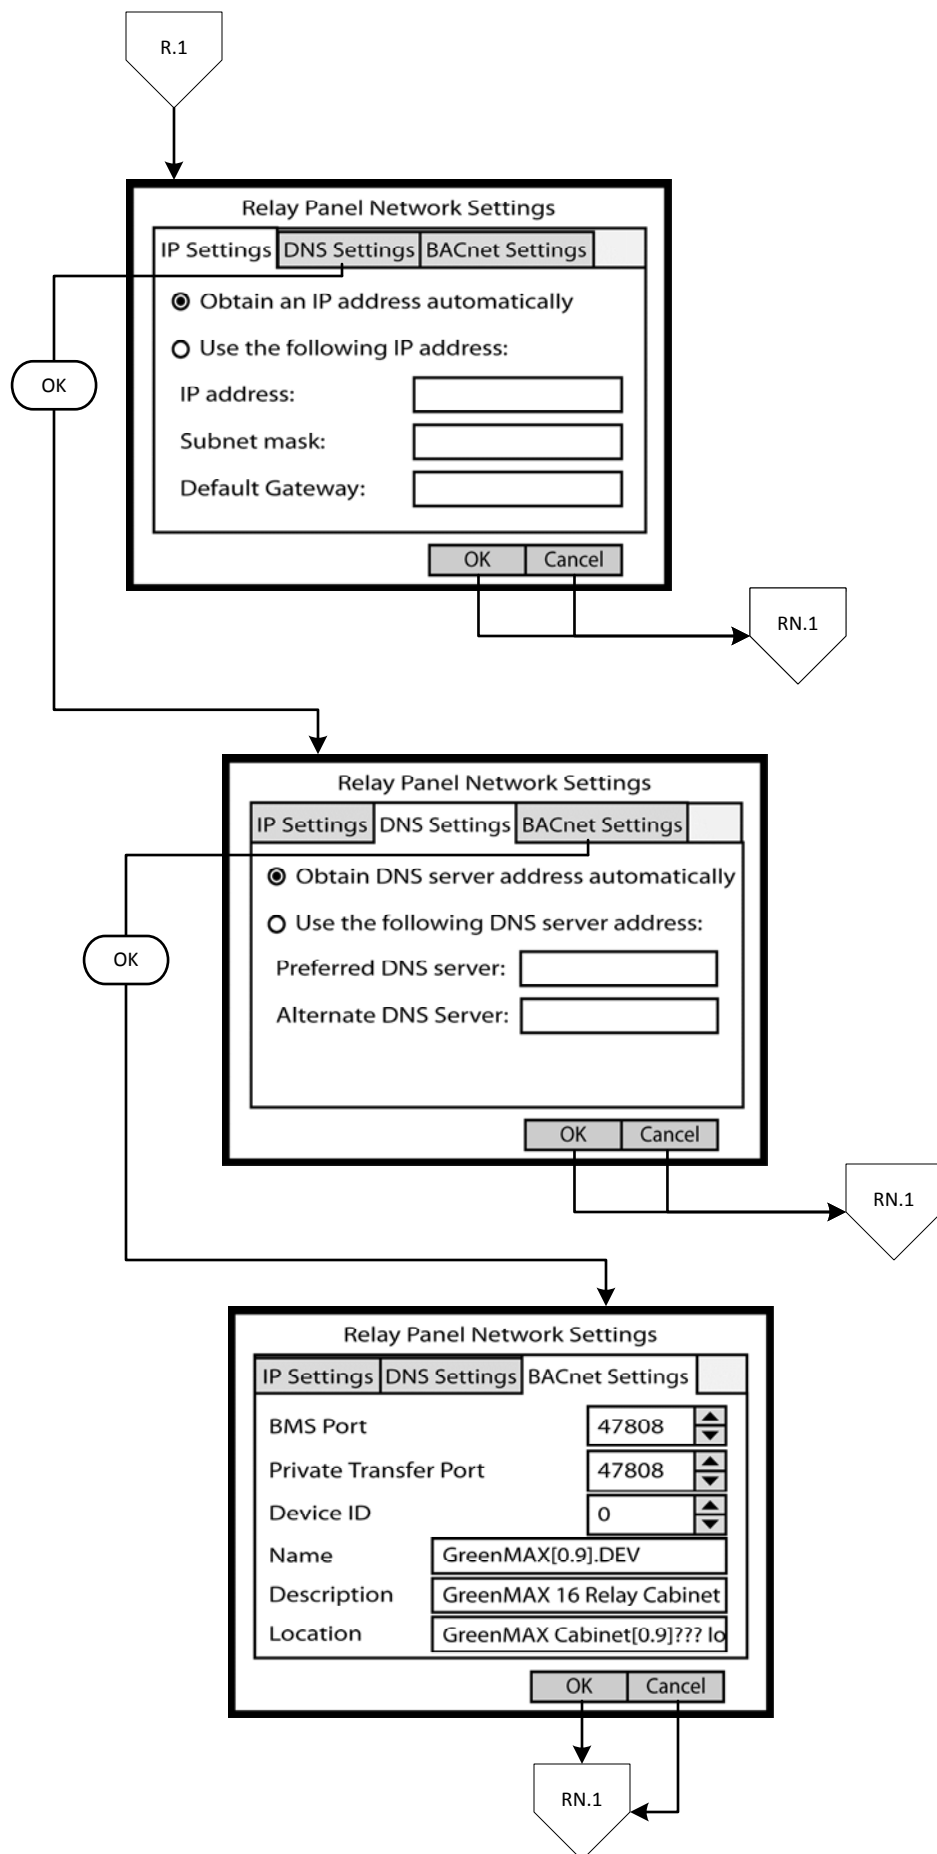 R.1
Relay Panel Network Settings
IP Settings DNS Settings BACnet Settings
Obtain an IP address automatically
Use the following IP address:
OK
IP address:
Subnet mask:
Default Gateway:
OK Cancel
RN.1
Relay Panel Network Settings
IP Settings DNS Settings BACnet Settings
Obtain DNS server address automatically
Use the following DNS server address:
OK
Preferred DNS server:
Alternate DNS Server:
OK Cancel
RN.1
Relay Panel Network Settings
IP Settings DNS Settings BACnet Settings
BMS Port 47808
Private Transfer Port 47808
Device ID 0
Name GreenMAX[0.9].DEV
Description GreenMAX 16 Relay Cabinet
Location GreenMAX Cabinet[0.9]??? lo
OK Cancel
RN.1